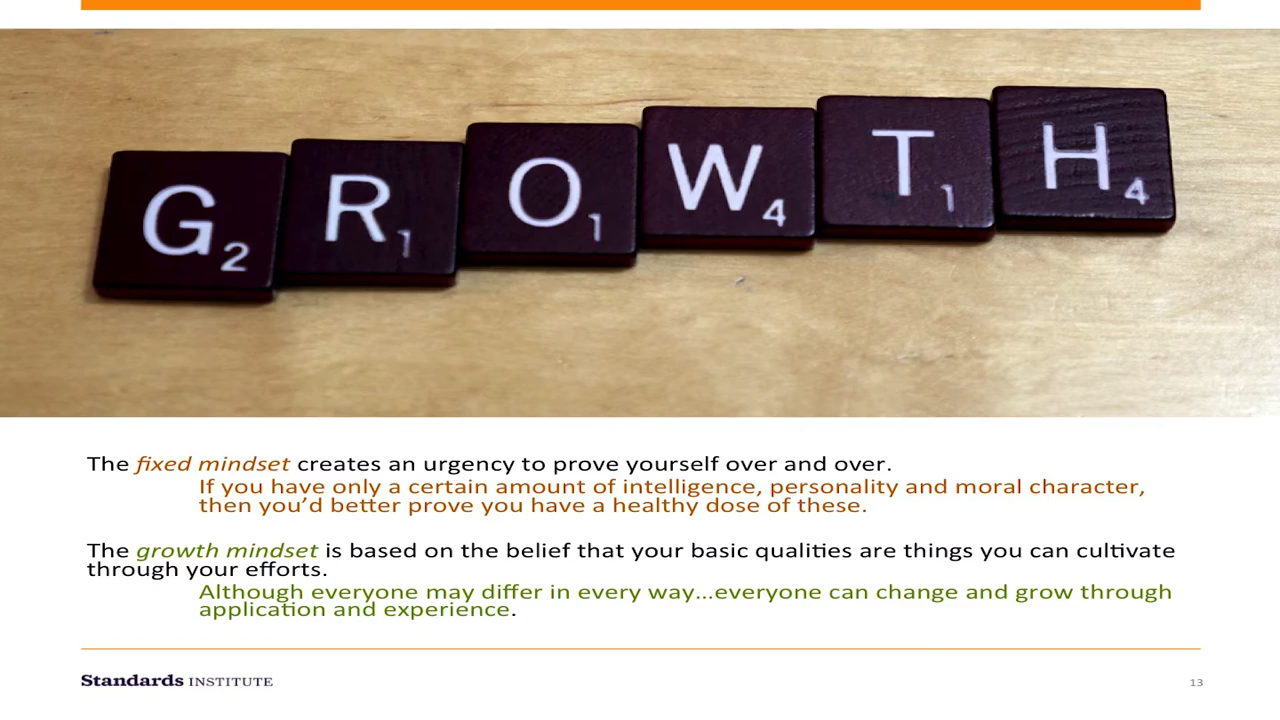 G2 R1 O1 W4 T1 H4
The fixed mindset creates an urgency to prove yourself over and over.
If you have only a certain amount of intelligence, personality and moral character,
then you’d better prove you have a healthy dose of these.
The growth mindset is based on the belief that your basic qualities are things you can cultivate
through your efforts.
Although everyone may differ in every way...everyone can change and grow through
application and experience.
Standards INSTITUTE
13